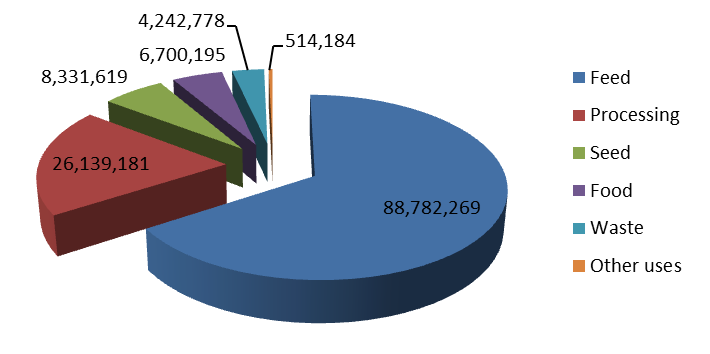 4,242,778
514,184
6,700,195
8,331,619
26,139,181
88,782,269
Feed
Processing
Seed
Food
Waste
Other uses